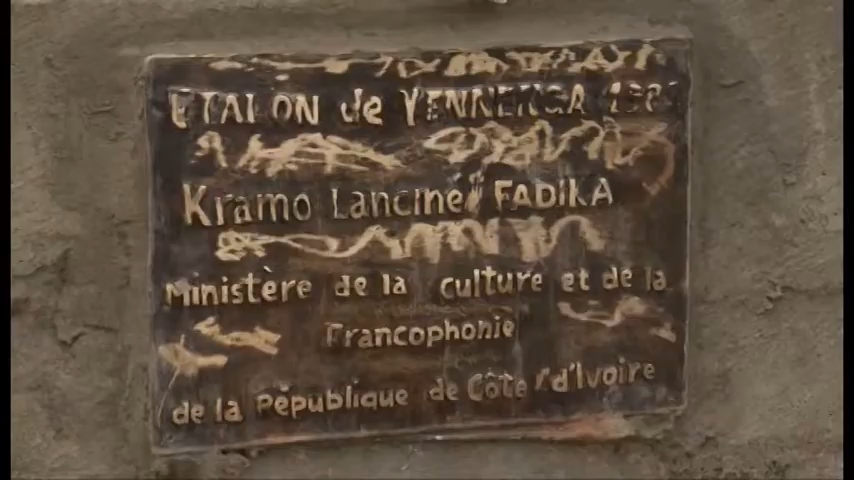 ETALON de YENNENGA 1981
Kramo Lanciné FADIKA
Ministère de la culture et de la
Francophonie
de la République de Côte d'Ivoire